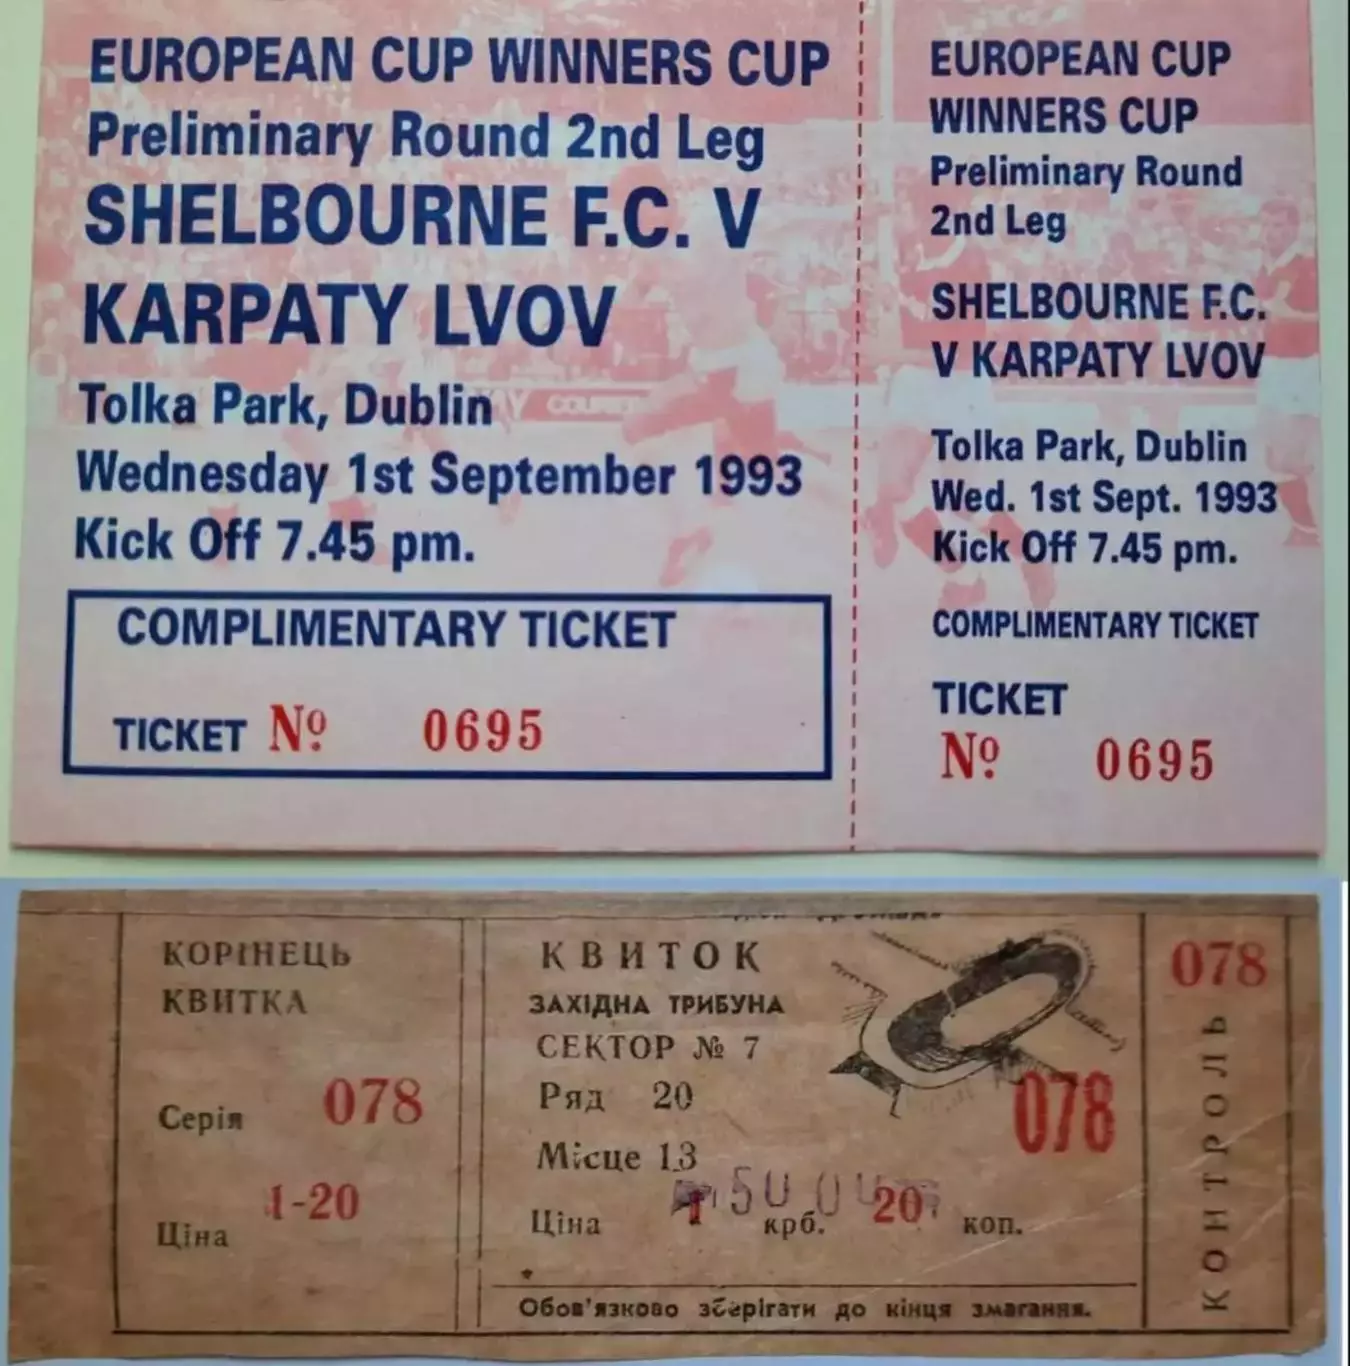 EUROPEAN CUP WINNERS CUP
Preliminary Round 2nd Leg
SHELBOURNE F.C. V
KARPATY LVOV
Tolka Park, Dublin
Wednesday 1st September 1993
Kick Off 7.45 pm.
COMPLIMENTARY TICKET
TICKET Nº 0695
EUROPEAN CUP
WINNERS CUP
Preliminary Round
2nd Leg
SHELBOURNE F.C.
V KARPATY LVOV
Tolka Park, Dublin
Wed. 1st Sept. 1993
Kick Off 7.45 pm.
COMPLIMENTARY TICKET
TICKET
Nº 0695
КОРІНЕЦЬ
КВИТКА
Серія 078
Ціна 1-20
КВИТОК
ЗАХІДНА ТРИБУНА
СЕКТОР № 7
Ряд 20
Місце 13
078
Ціна 1 крб. 20 коп.
Обов'язково зберігати до кінця змагання.
078
КОНТРОЛЬ